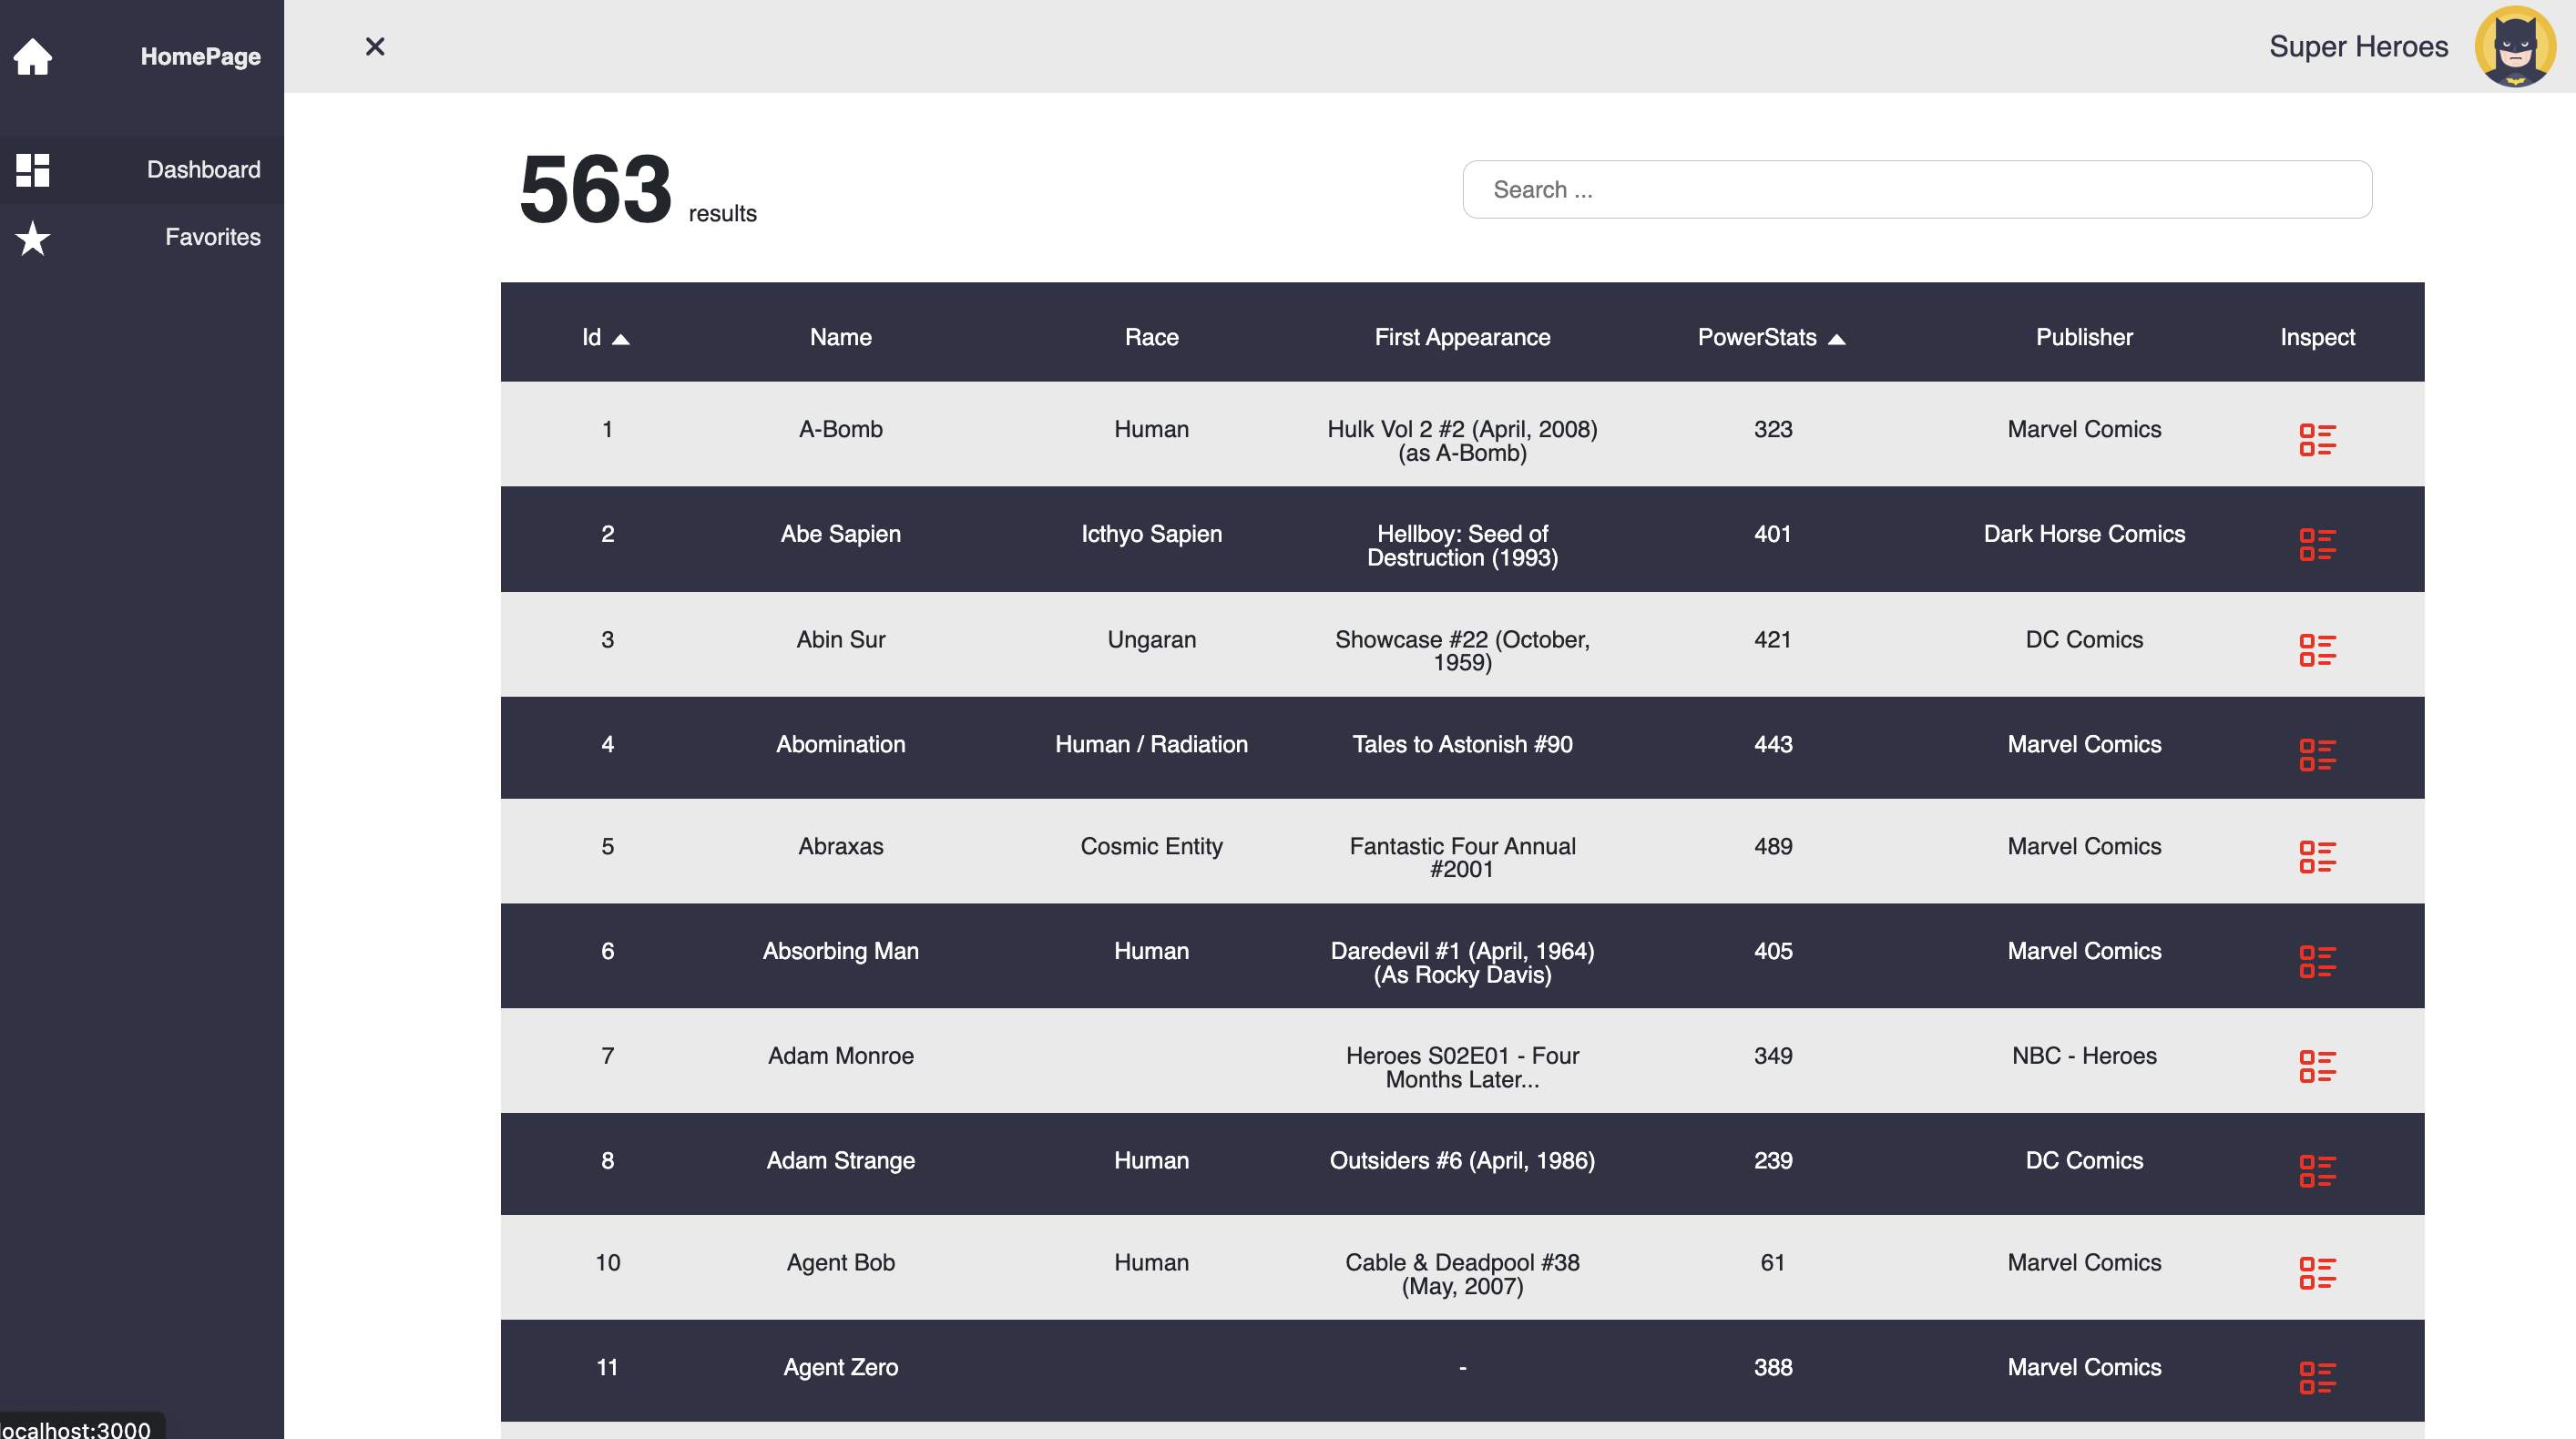 HomePage
Super Heroes
Dashboard
Favorites
563 results
Search ...
Id Name Race First Appearance PowerStats Publisher Inspect
1 A-Bomb Human Hulk Vol 2 #2 (April, 2008) 323 Marvel Comics
(as A-Bomb)
2 Abe Sapien Icthyo Sapien Hellboy: Seed of 401 Dark Horse Comics
Destruction (1993)
3 Abin Sur Ungaran Showcase #22 (October, 421 DC Comics
1959)
4 Abomination Human / Radiation Tales to Astonish #90 443 Marvel Comics
5 Abraxas Cosmic Entity Fantastic Four Annual 489 Marvel Comics
#2001
6 Absorbing Man Human Daredevil #1 (April, 1964) 405 Marvel Comics
(As Rocky Davis)
7 Adam Monroe Heroes S02E01 - Four 349 NBC - Heroes
Months Later...
8 Adam Strange Human Outsiders #6 (April, 1986) 239 DC Comics
10 Agent Bob Human Cable & Deadpool #38 61 Marvel Comics
(May, 2007)
11 Agent Zero - 388 Marvel Comics
localhost:3000